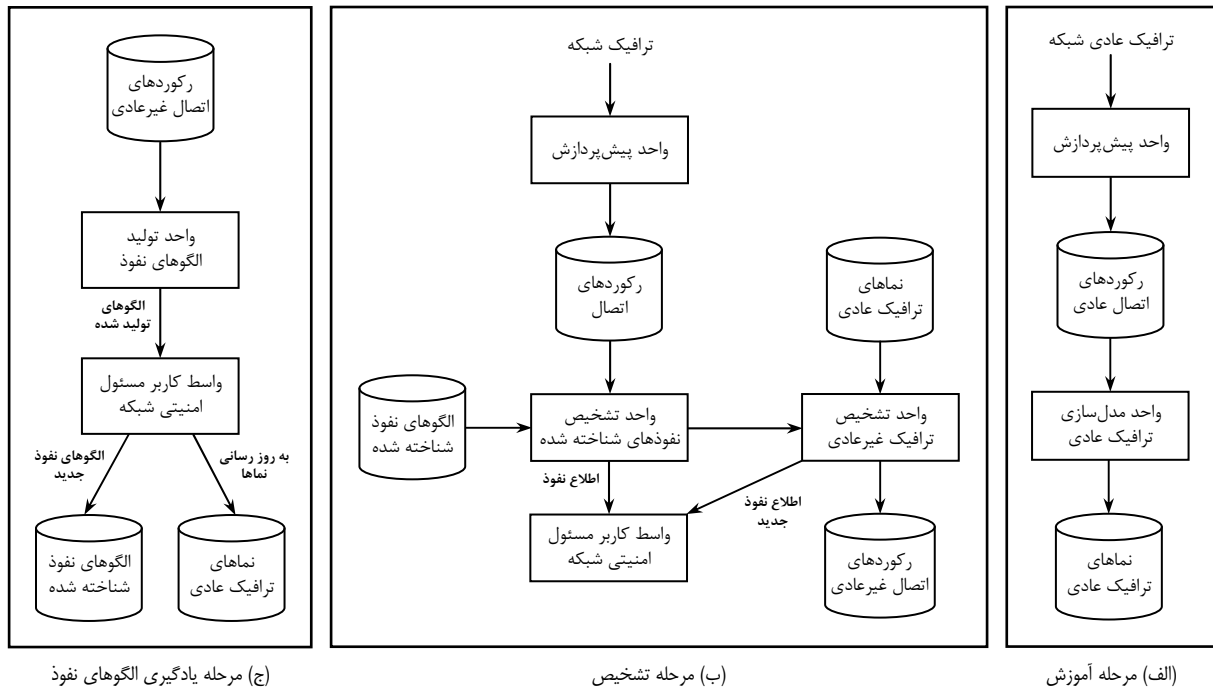 ترافیک عادی شبکه
واحد پیش‌پردازش
رکوردهای
اتصال عادی
واحد مدل‌سازی
ترافیک عادی
نماهای
ترافیک عادی
(الف) مرحله آموزش
ترافیک شبکه
واحد پیش‌پردازش
رکوردهای
اتصال
نماهای
ترافیک عادی
الگوهای نفوذ
شناخته شده
واحد تشخیص
نفوذهای شناخته شده
واحد تشخیص
ترافیک غیرعادی
اطلاع نفوذ
اطلاع نفوذ
جدید
واسط کاربر مسئول
امنیتی شبکه
رکوردهای
اتصال غیرعادی
(ب) مرحله تشخیص
رکوردهای
اتصال غیرعادی
واحد تولید
الگوهای نفوذ
الگوهای
تولید شده
واسط کاربر مسئول
امنیتی شبکه
به روز رسانی
نماها
الگوهای نفوذ
جدید
نماهای
ترافیک عادی
الگوهای نفوذ
شناخته شده
(ج) مرحله یادگیری الگوهای نفوذ